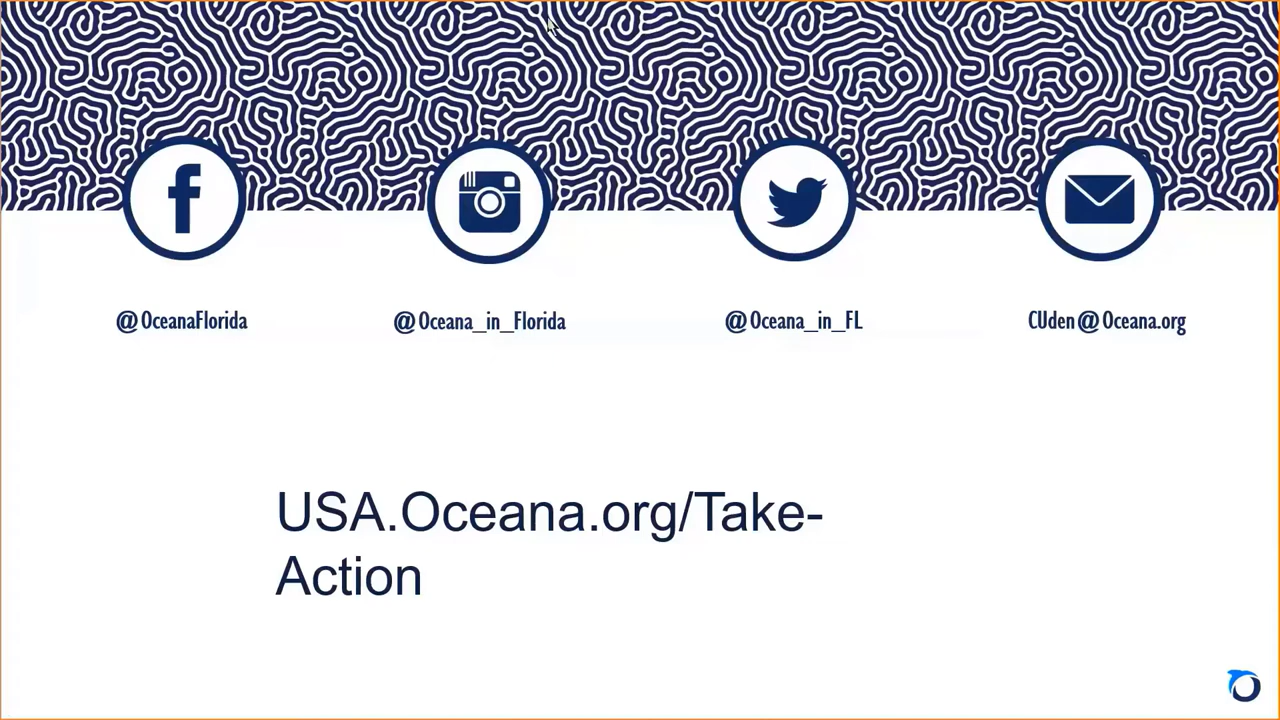 @OceanaFlorida
@Oceana_in_Florida
@Oceana_in_FL
CUden@Oceana.org
USA.Oceana.org/Take-
Action